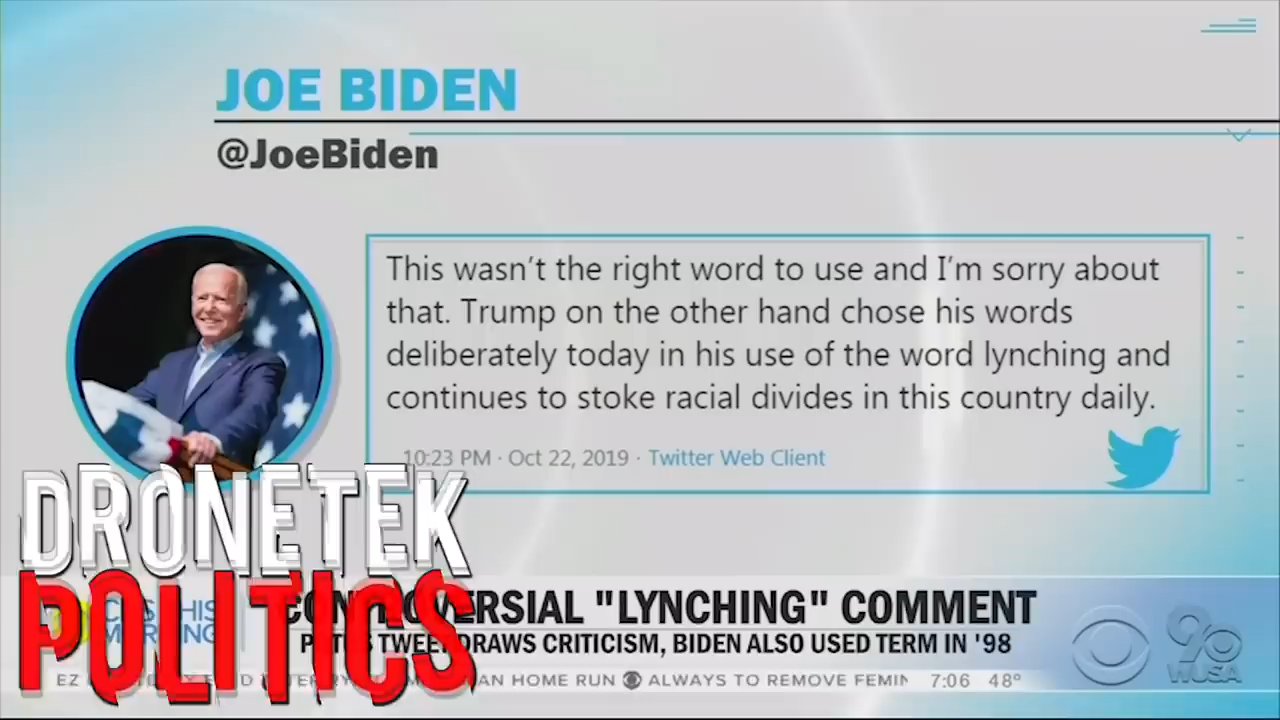 JOE BIDEN
@JoeBiden
This wasn't the right word to use and I'm sorry about
that. Trump on the other hand chose his words
deliberately today in his use of the word lynching and
continues to stoke racial divides in this country daily.
10:23 PM · Oct 22, 2019 · Twitter Web Client
DRONETEK
POLITICS
"LYNCHING" COMMENT
DRAWS CRITICISM, BIDEN ALSO USED TERM IN '98
HOME RUN ALWAYS TO REMOVE 7:06 48°
9
WUSA